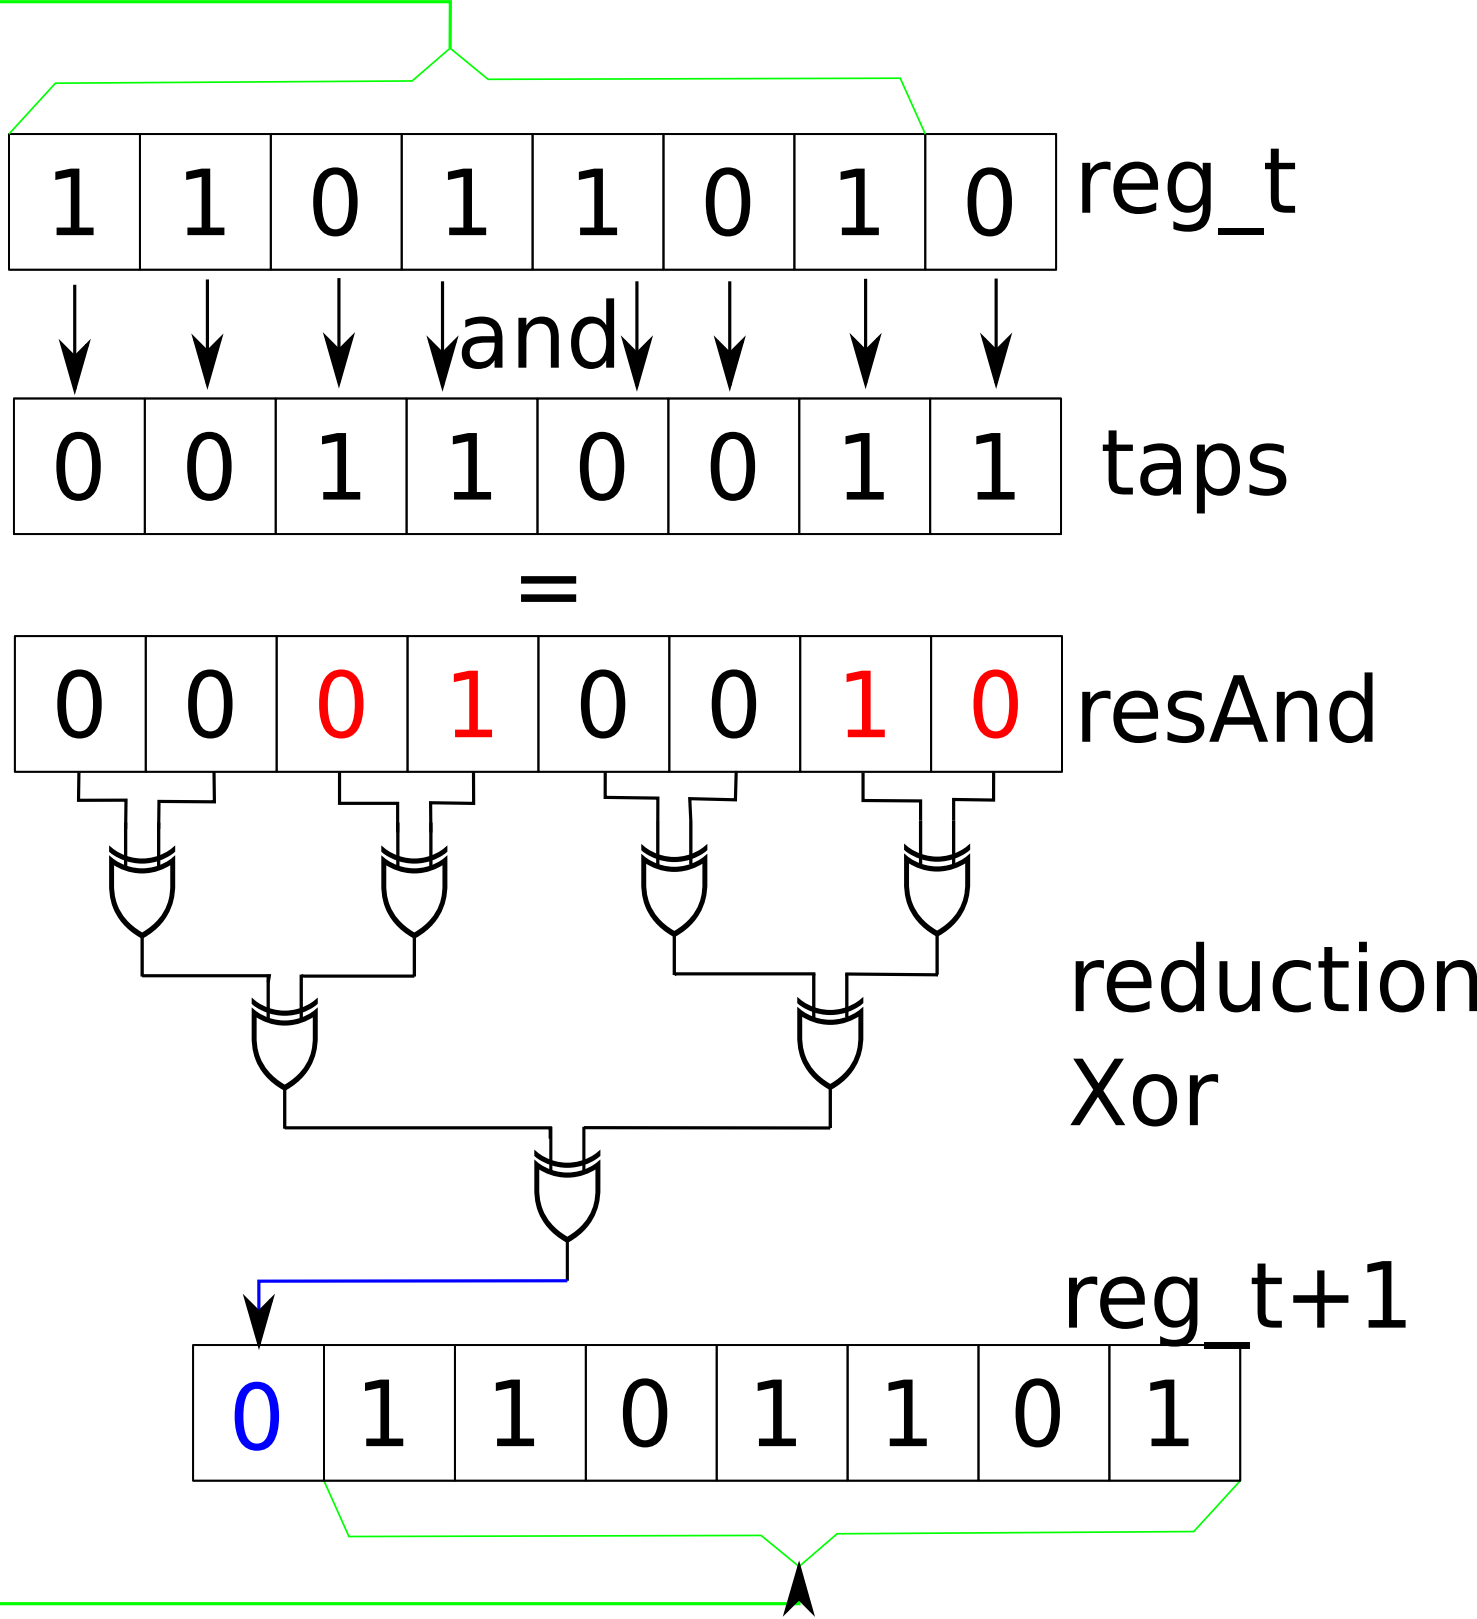 1 1 0 1 1 0 1 0 reg_t
and
0 0 1 1 0 0 1 1 taps
=
0 0 0 1 0 0 1 0 resAnd
reduction
Xor
reg_t+1
0 1 1 0 1 1 0 1